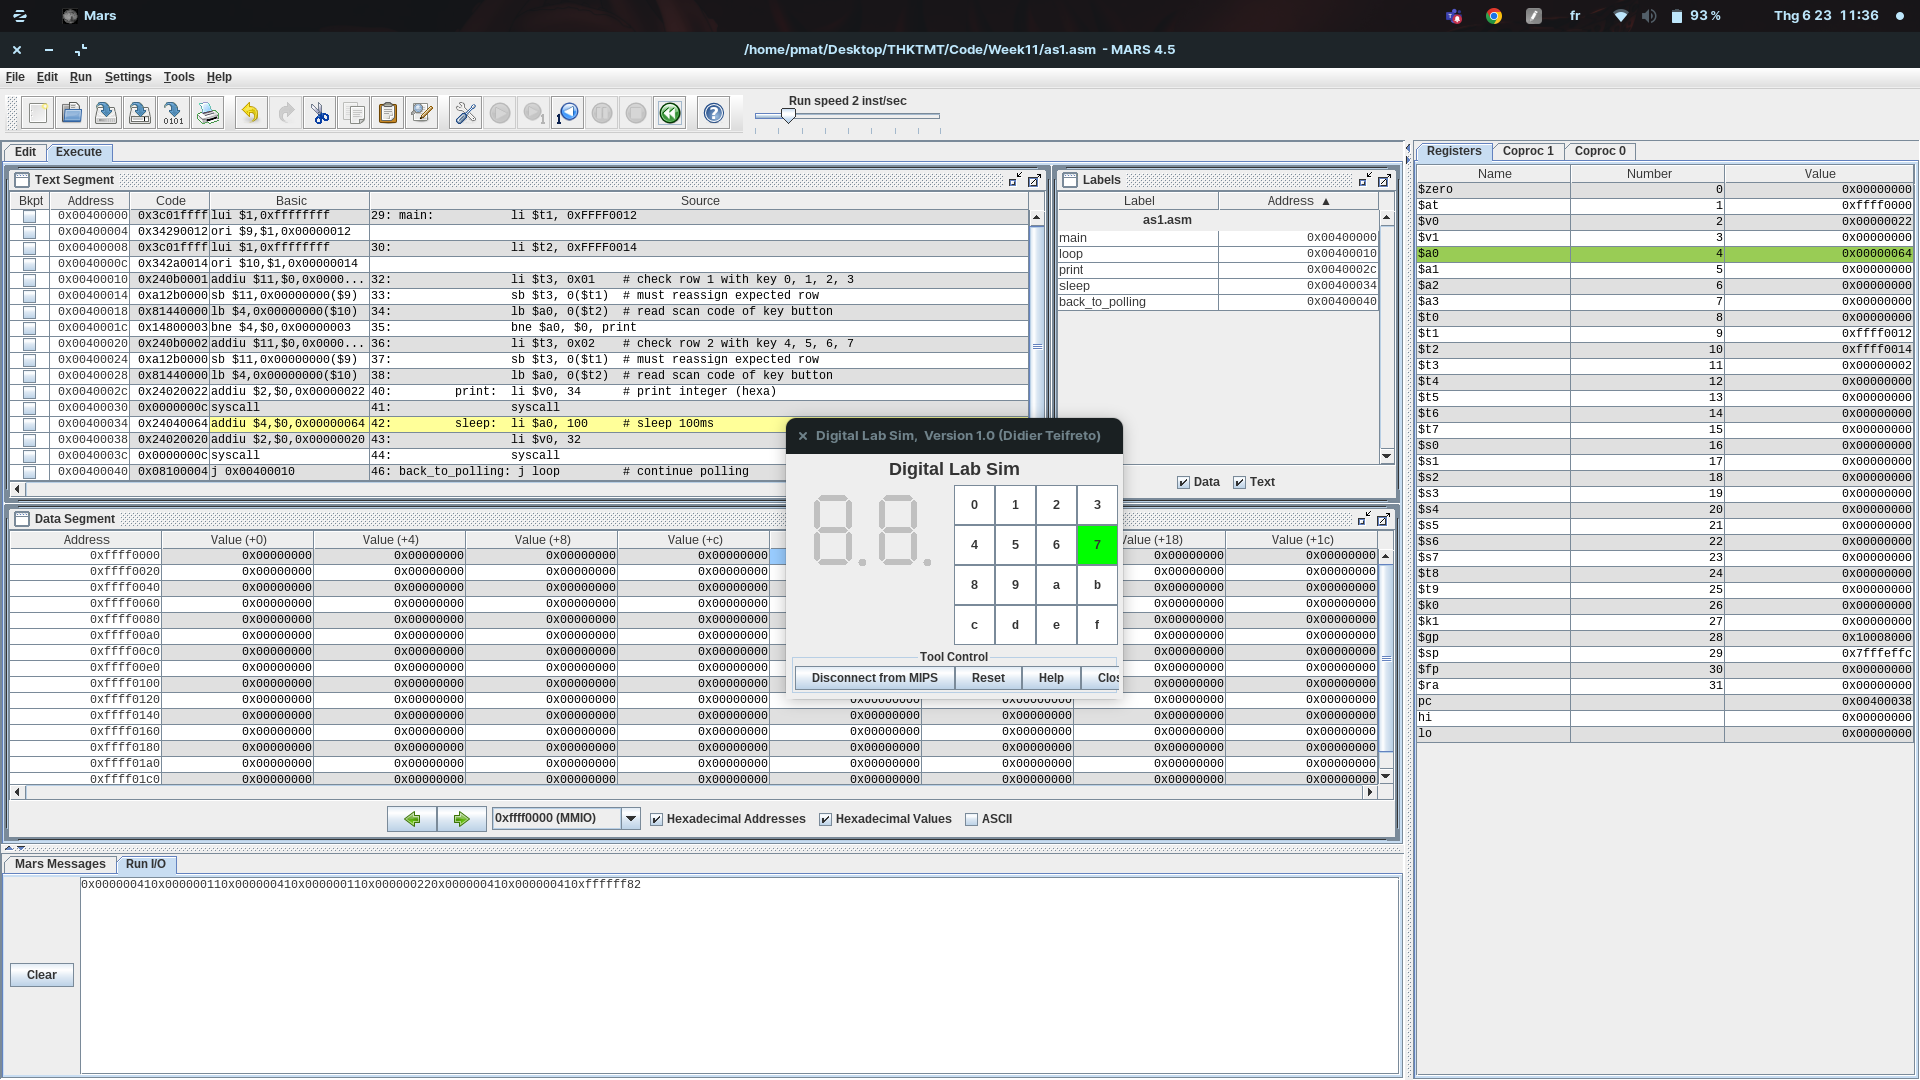 Mars
fr
93 %
Thg 6 23 11:36
/home/pmat/Desktop/THKTMT/Code/Week11/as1.asm - MARS 4.5
File Edit Run Settings Tools Help
Run speed 2 inst/sec
Edit Execute
Text Segment
Bkpt Address Code Basic Source
0x00400000 0x3c01ffff lui $1,0xffffffff 29: main: li $t1, 0xFFFF0012
0x00400004 0x34290012 ori $9,$1,0x00000012
0x00400008 0x3c01ffff lui $1,0xffffffff 30: li $t2, 0xFFFF0014
0x0040000c 0x342a0014 ori $10,$1,0x00000014
0x00400010 0x240b0001 addiu $11,$0,0x0000... 32: li $t3, 0x01 # check row 1 with key 0, 1, 2, 3
0x00400014 0xa12b0000 sb $11,0x00000000($9) 33: sb $t3, 0($t1) # must reassign expected row
0x00400018 0x81440000 lb $4,0x00000000($10) 34: lb $a0, 0($t2) # read scan code of key button
0x0040001c 0x14800003 bne $4,$0,0x00000003 35: bne $a0, $0, print
0x00400020 0x240b0002 addiu $11,$0,0x0000... 36: li $t3, 0x02 # check row 2 with key 4, 5, 6, 7
0x00400024 0xa12b0000 sb $11,0x00000000($9) 37: sb $t3, 0($t1) # must reassign expected row
0x00400028 0x81440000 lb $4,0x00000000($10) 38: lb $a0, 0($t2) # read scan code of key button
0x0040002c 0x24020022 addiu $2,$0,0x00000022 40: print: li $v0, 34 # print integer (hexa)
0x00400030 0x0000000c syscall 41: syscall
0x00400034 0x24040064 addiu $4,$0,0x00000064 42: sleep: li $a0, 100 # sleep 100ms
0x00400038 0x24020020 addiu $2,$0,0x00000020 43: li $v0, 32
0x0040003c 0x0000000c syscall 44: syscall
0x00400040 0x08100004 j 0x00400010 46: back_to_polling: j loop # continue polling
Labels
Label Address ▲
as1.asm
main 0x00400000
loop 0x00400010
print 0x0040002c
sleep 0x00400034
back_to_polling 0x00400040
Data Text
Digital Lab Sim, Version 1.0 (Didier Teifreto)
Digital Lab Sim
8.8.
0 1 2 3
4 5 6 7
8 9 a b
c d e f
Tool Control
Disconnect from MIPS Reset Help Clos
Data Segment
Address Value (+0) Value (+4) Value (+8) Value (+c) Value (+18) Value (+1c)
0xffff0000 0x00000000 0x00000000 0x00000000 0x00000000 0x00000000 0x00000000
0xffff0020 0x00000000 0x00000000 0x00000000 0x00000000 0x00000000 0x00000000
0xffff0040 0x00000000 0x00000000 0x00000000 0x00000000 0x00000000 0x00000000
0xffff0060 0x00000000 0x00000000 0x00000000 0x00000000 0x00000000 0x00000000
0xffff0080 0x00000000 0x00000000 0x00000000 0x00000000 0x00000000 0x00000000
0xffff00a0 0x00000000 0x00000000 0x00000000 0x00000000 0x00000000 0x00000000
0xffff00c0 0x00000000 0x00000000 0x00000000 0x00000000 0x00000000 0x00000000
0xffff00e0 0x00000000 0x00000000 0x00000000 0x00000000 0x00000000 0x00000000
0xffff0100 0x00000000 0x00000000 0x00000000 0x00000000 0x00000000 0x00000000
0xffff0120 0x00000000 0x00000000 0x00000000 0x00000000 0x00000000 0x00000000 0x00000000 0x00000000
0xffff0140 0x00000000 0x00000000 0x00000000 0x00000000 0x00000000 0x00000000 0x00000000 0x00000000
0xffff0160 0x00000000 0x00000000 0x00000000 0x00000000 0x00000000 0x00000000 0x00000000 0x00000000
0xffff0180 0x00000000 0x00000000 0x00000000 0x00000000 0x00000000 0x00000000 0x00000000 0x00000000
0xffff01a0 0x00000000 0x00000000 0x00000000 0x00000000 0x00000000 0x00000000 0x00000000 0x00000000
0xffff01c0 0x00000000 0x00000000 0x00000000 0x00000000 0x00000000 0x00000000 0x00000000 0x00000000
0xffff0000 (MMIO) Hexadecimal Addresses Hexadecimal Values ASCII
Mars Messages Run I/O
0x000000410x000000110x000000410x000000110x000000220x000000410x000000410xffffff82
Clear
Registers Coproc 1 Coproc 0
Name Number Value
$zero 0 0x00000000
$at 1 0xffff0000
$v0 2 0x00000022
$v1 3 0x00000000
$a0 4 0x00000064
$a1 5 0x00000000
$a2 6 0x00000000
$a3 7 0x00000000
$t0 8 0x00000000
$t1 9 0xffff0012
$t2 10 0xffff0014
$t3 11 0x00000002
$t4 12 0x00000000
$t5 13 0x00000000
$t6 14 0x00000000
$t7 15 0x00000000
$s0 16 0x00000000
$s1 17 0x00000000
$s2 18 0x00000000
$s3 19 0x00000000
$s4 20 0x00000000
$s5 21 0x00000000
$s6 22 0x00000000
$s7 23 0x00000000
$t8 24 0x00000000
$t9 25 0x00000000
$k0 26 0x00000000
$k1 27 0x00000000
$gp 28 0x10008000
$sp 29 0x7fffeffc
$fp 30 0x00000000
$ra 31 0x00000000
pc 0x00400038
hi 0x00000000
lo 0x00000000